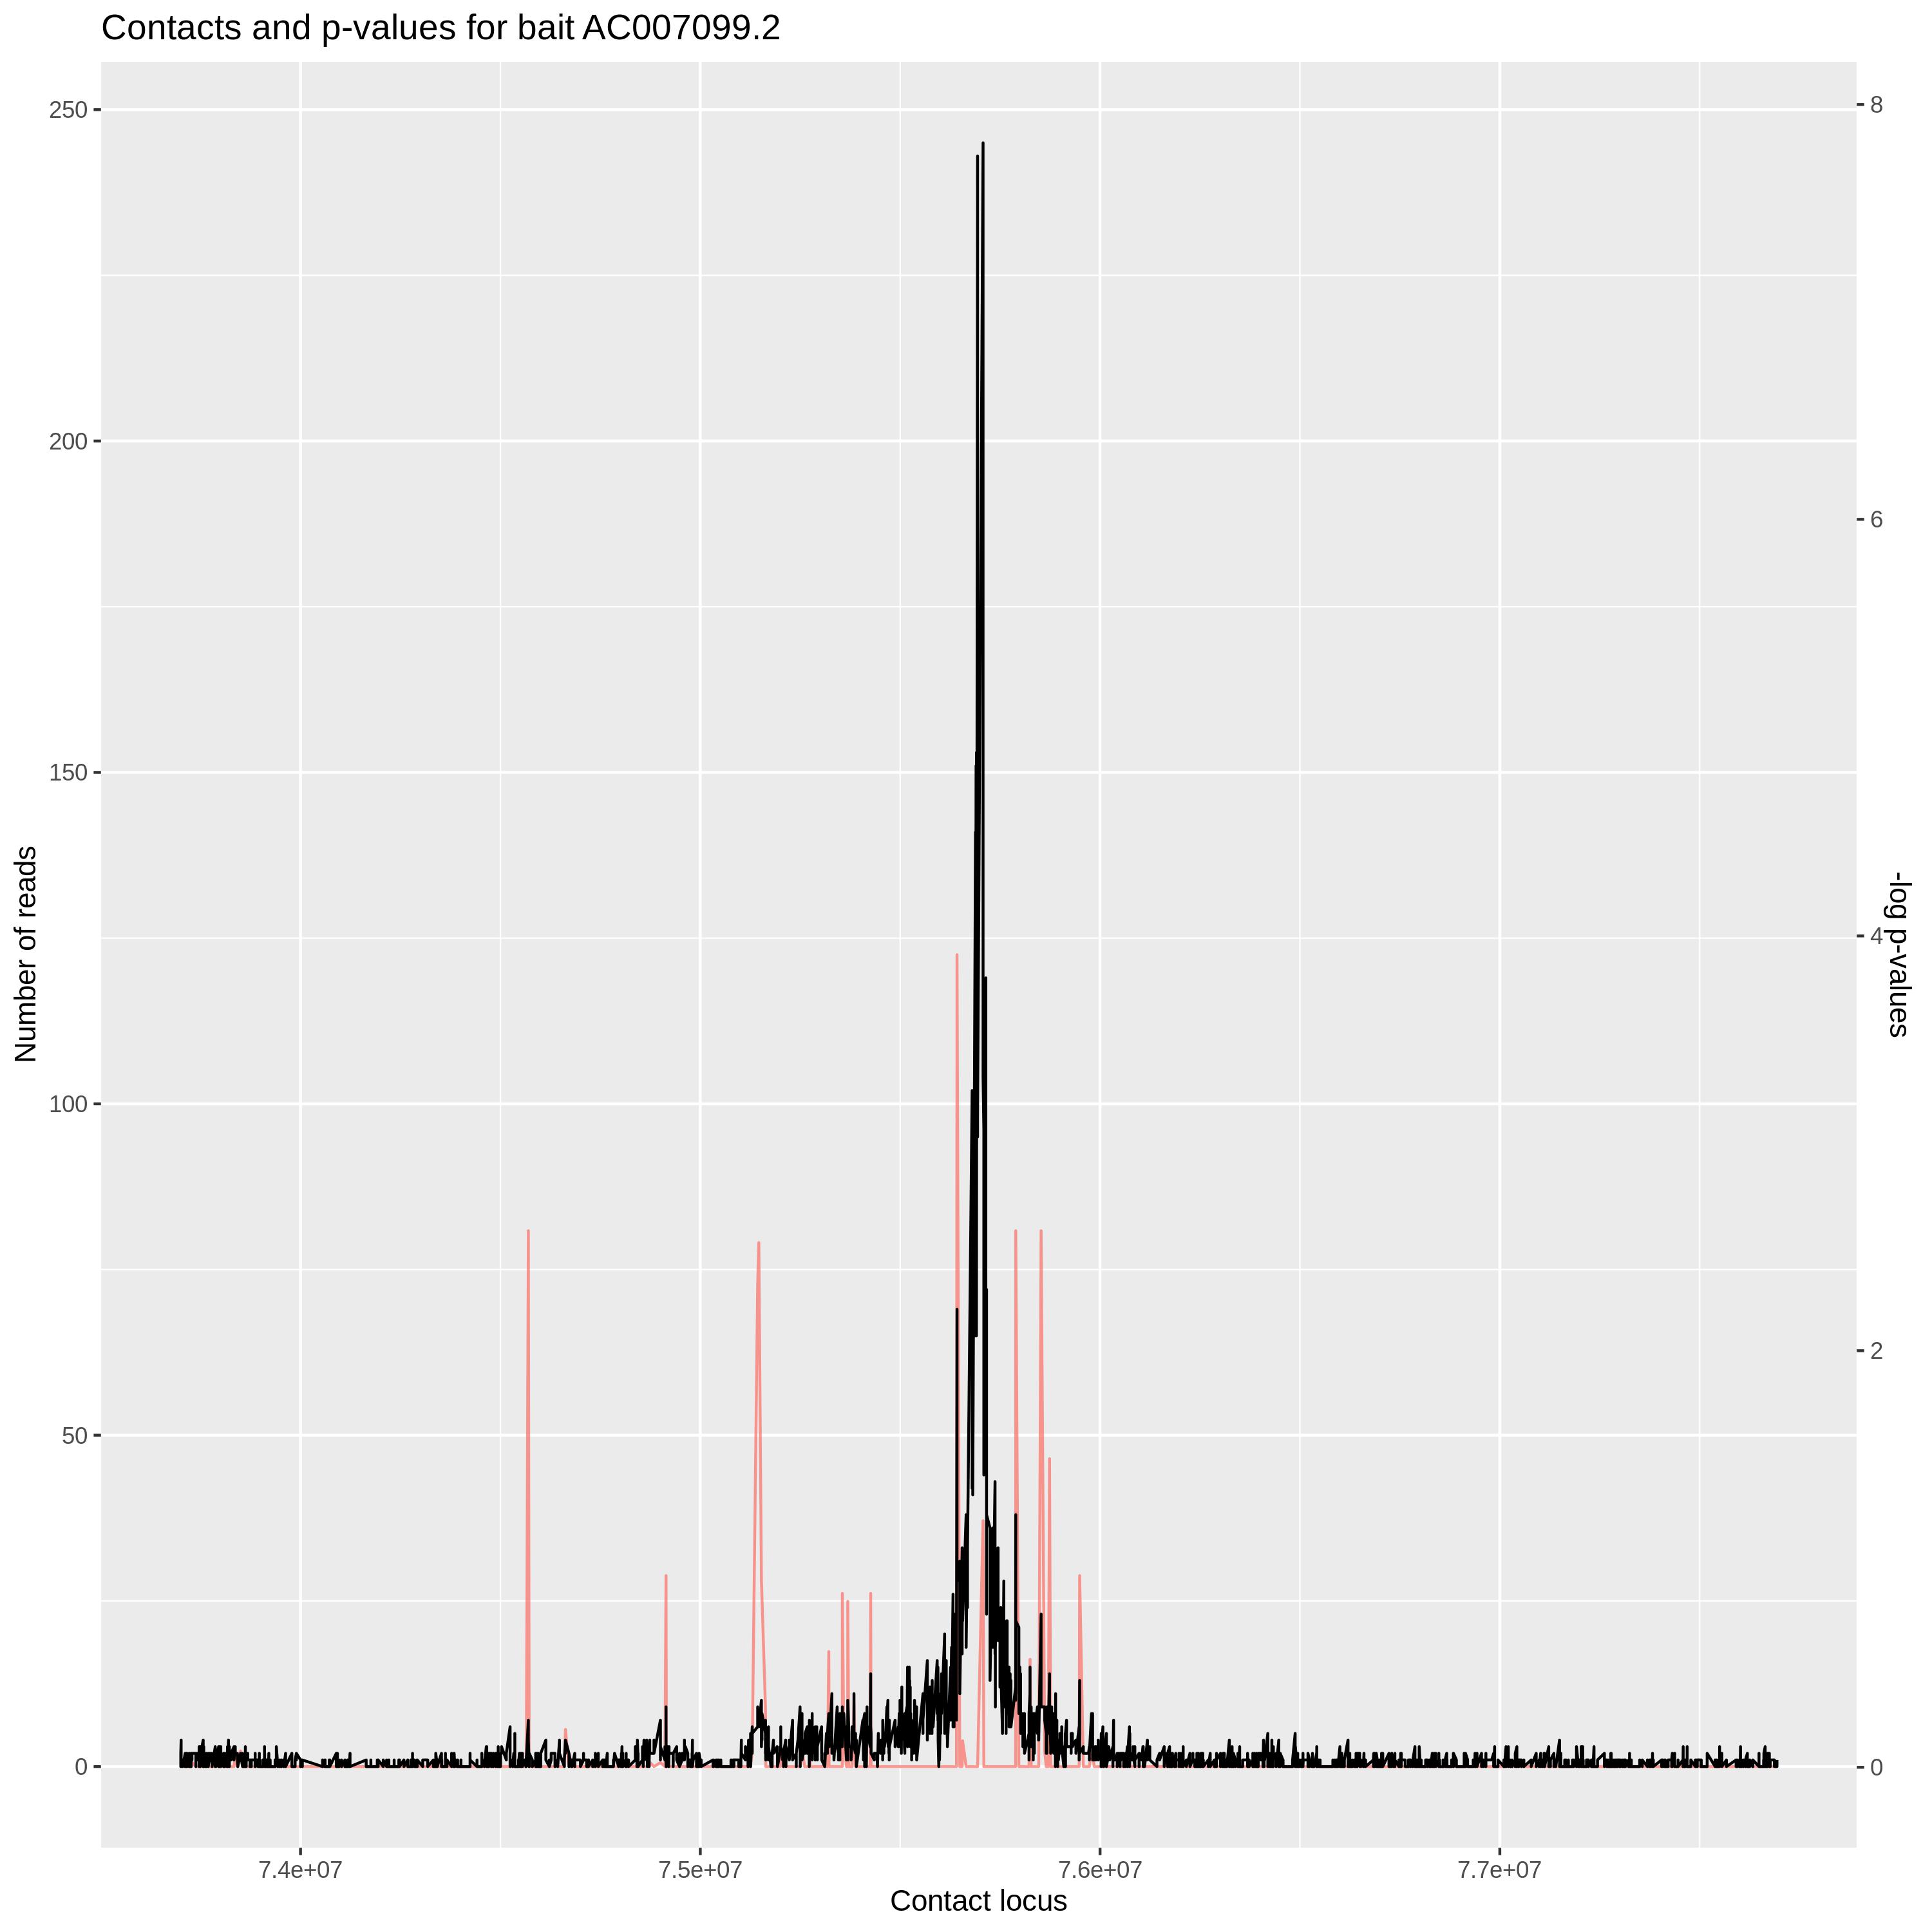 Contacts and p-values for bait AC007099.2
250
200
150
100
50
0
Number of reads
8
6
4
2
0
-log p-values
7.4e+07
7.5e+07
7.6e+07
7.7e+07
Contact locus